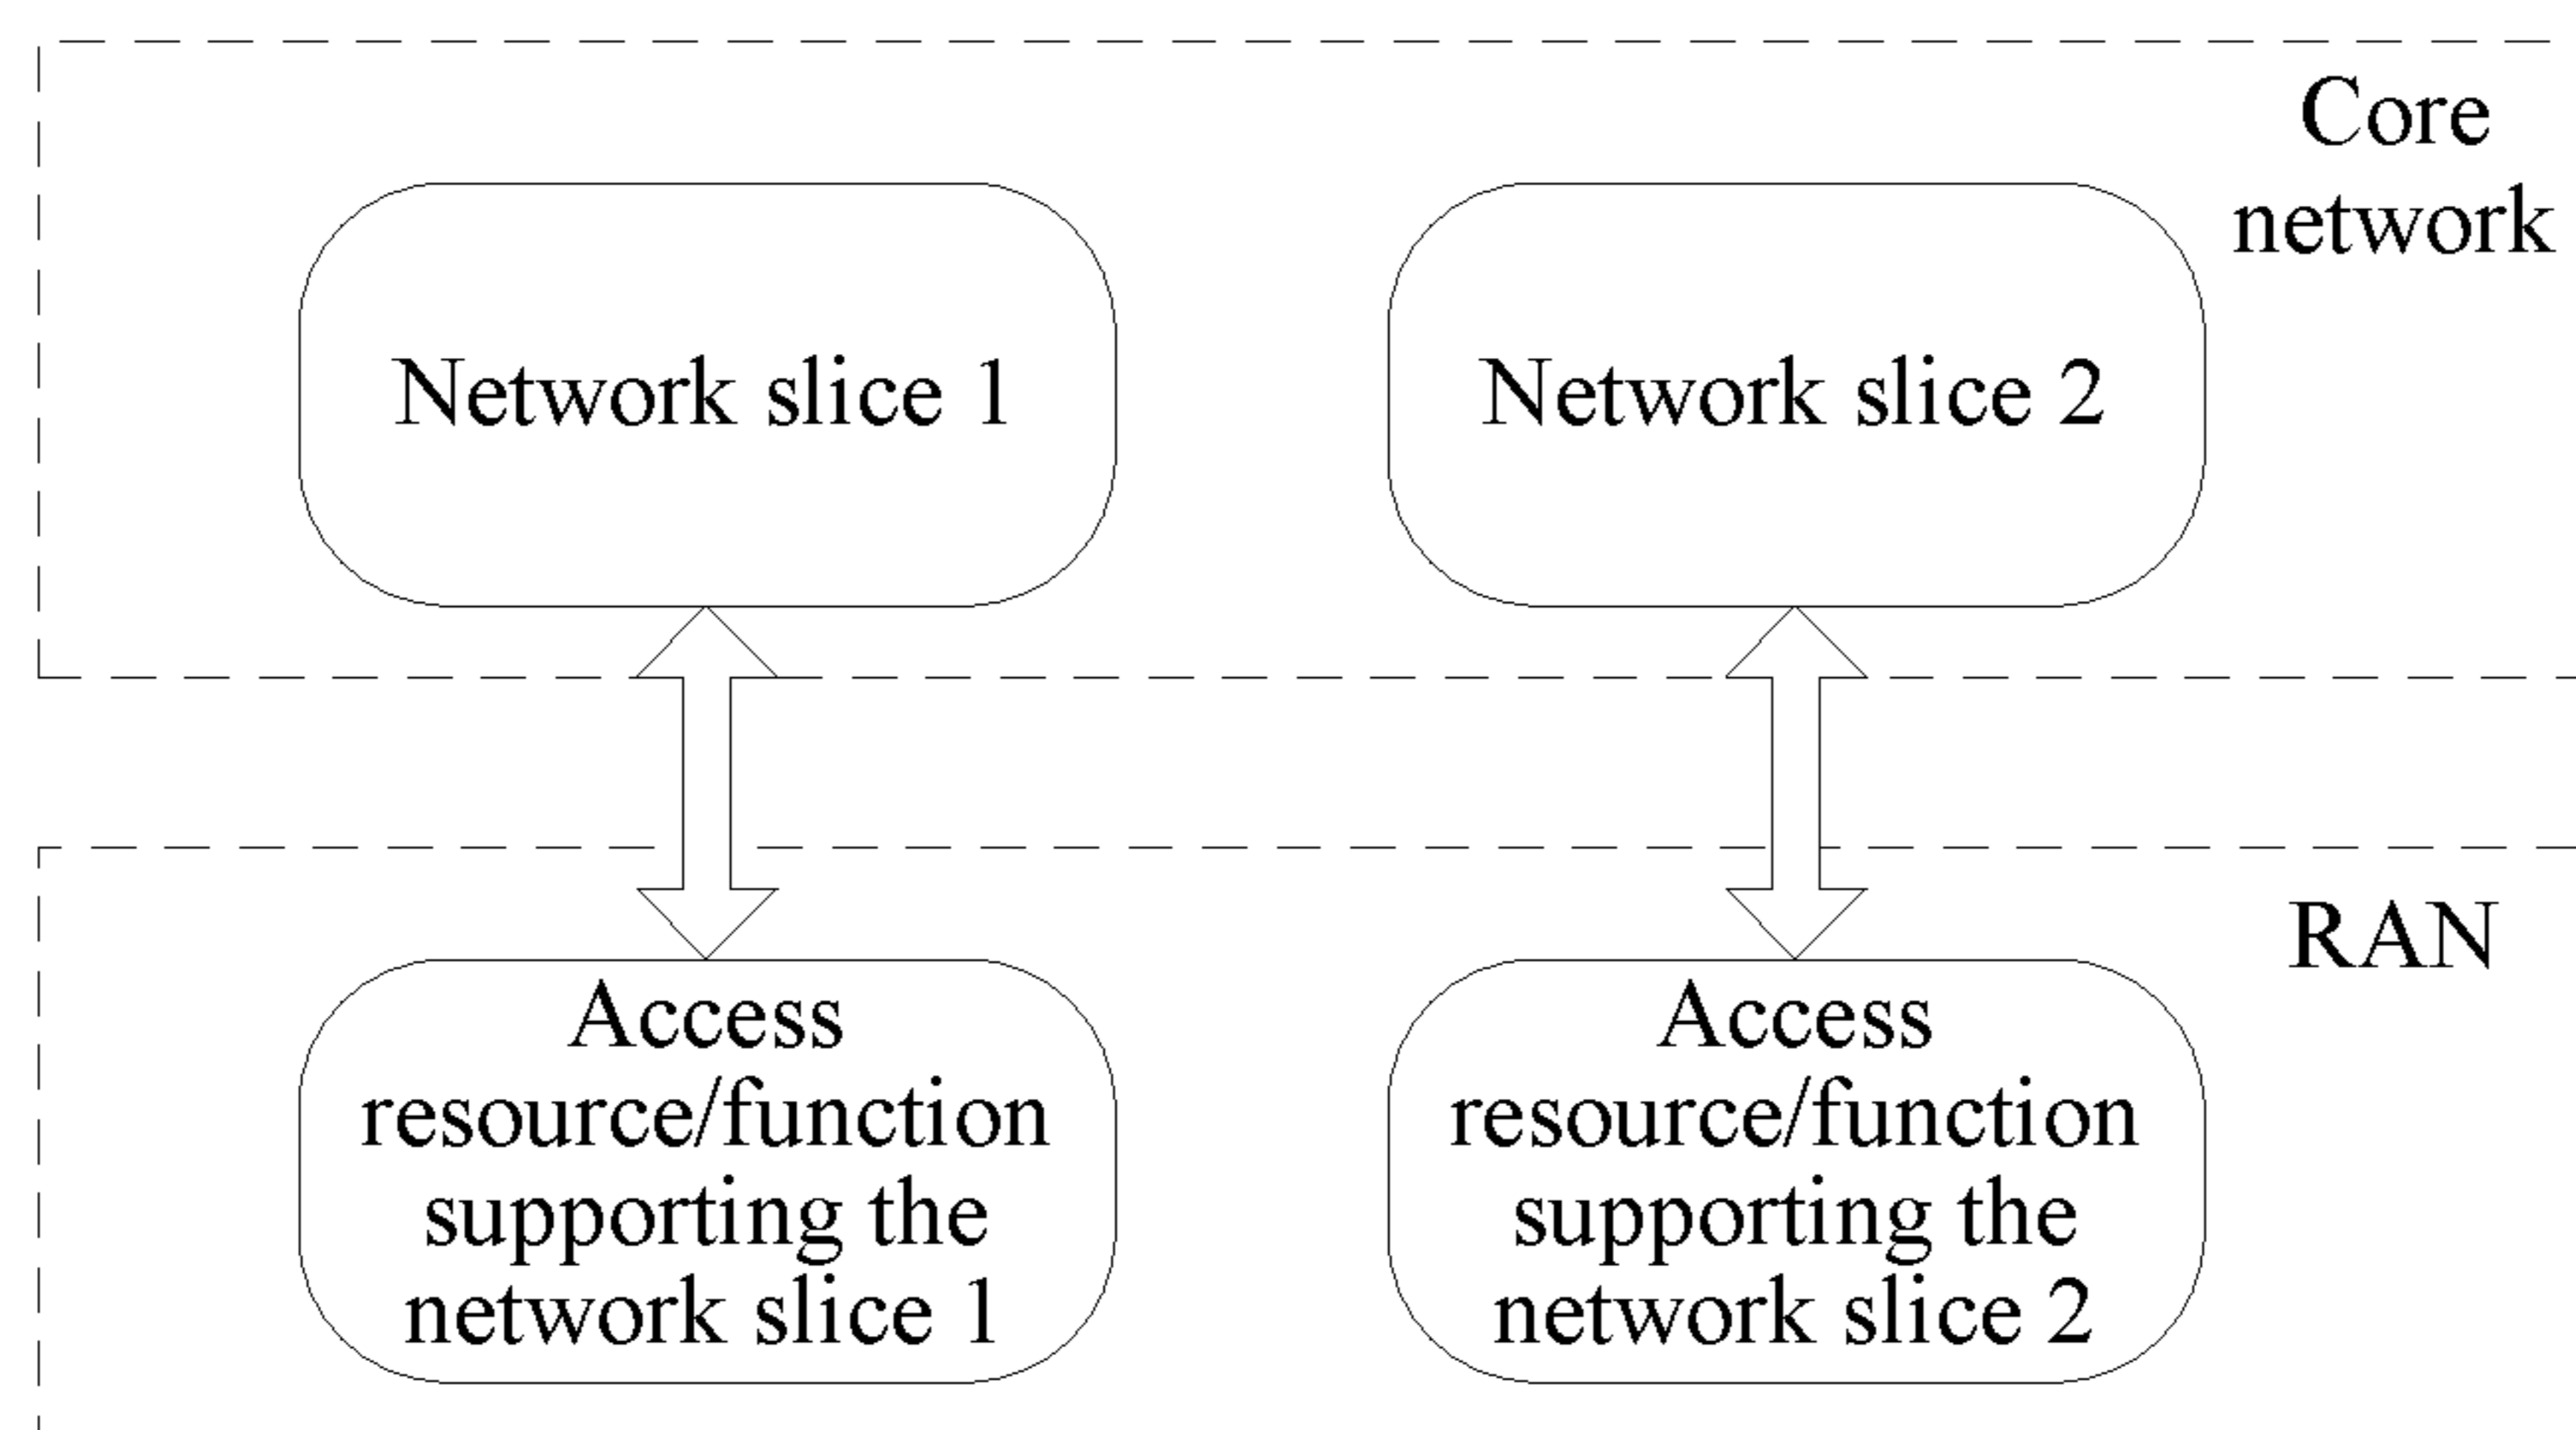 Core
network
Network slice 1
Network slice 2
RAN
Access
resource/function
supporting the
network slice 1
Access
resource/function
supporting the
network slice 2